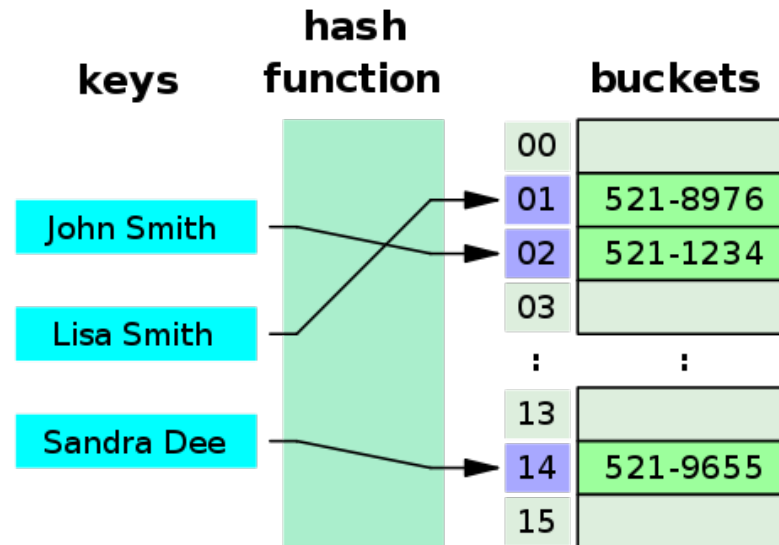 keys
hash
function
buckets
John Smith
Lisa Smith
Sandra Dee
00
01 521-8976
02 521-1234
03
: :
13
14 521-9655
15